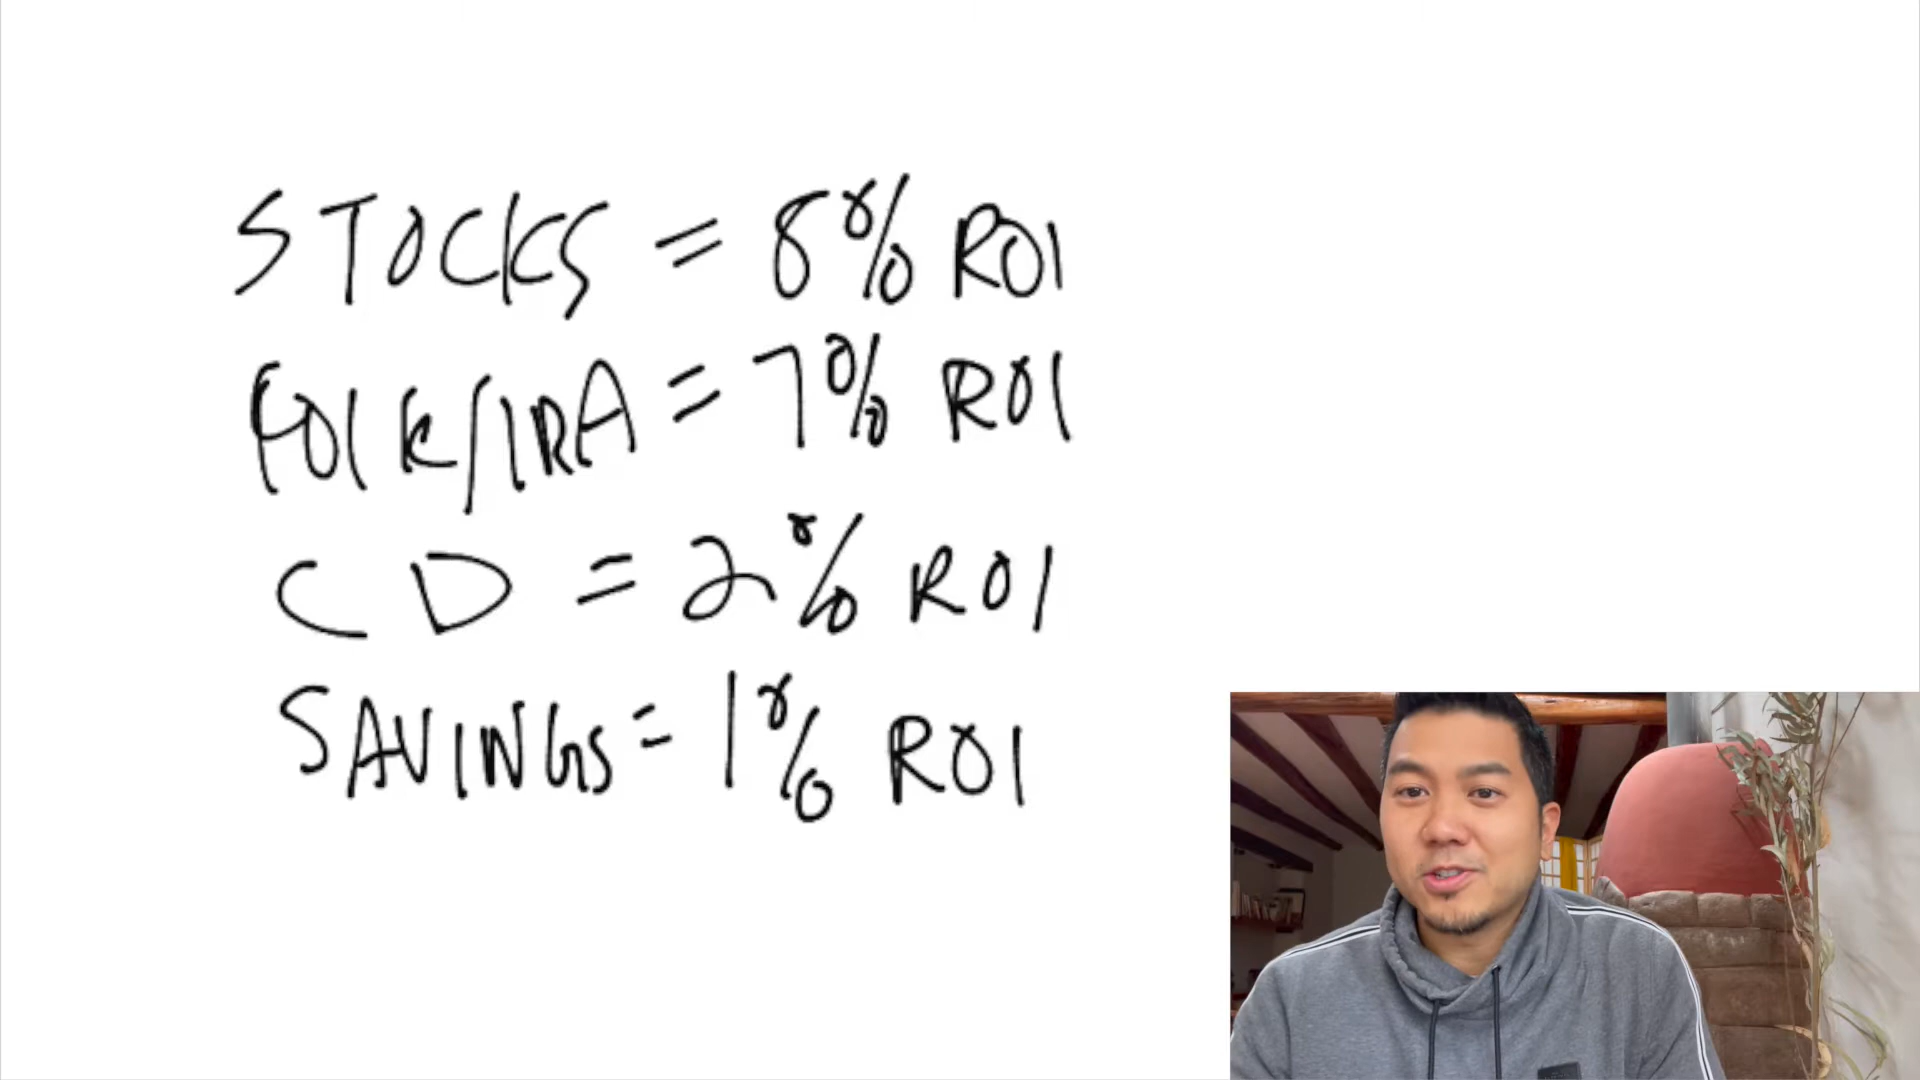 STOCKS = 8% ROI
401K/IRA = 7% ROI
CD = 2% ROI
SAVINGS = 1% ROI